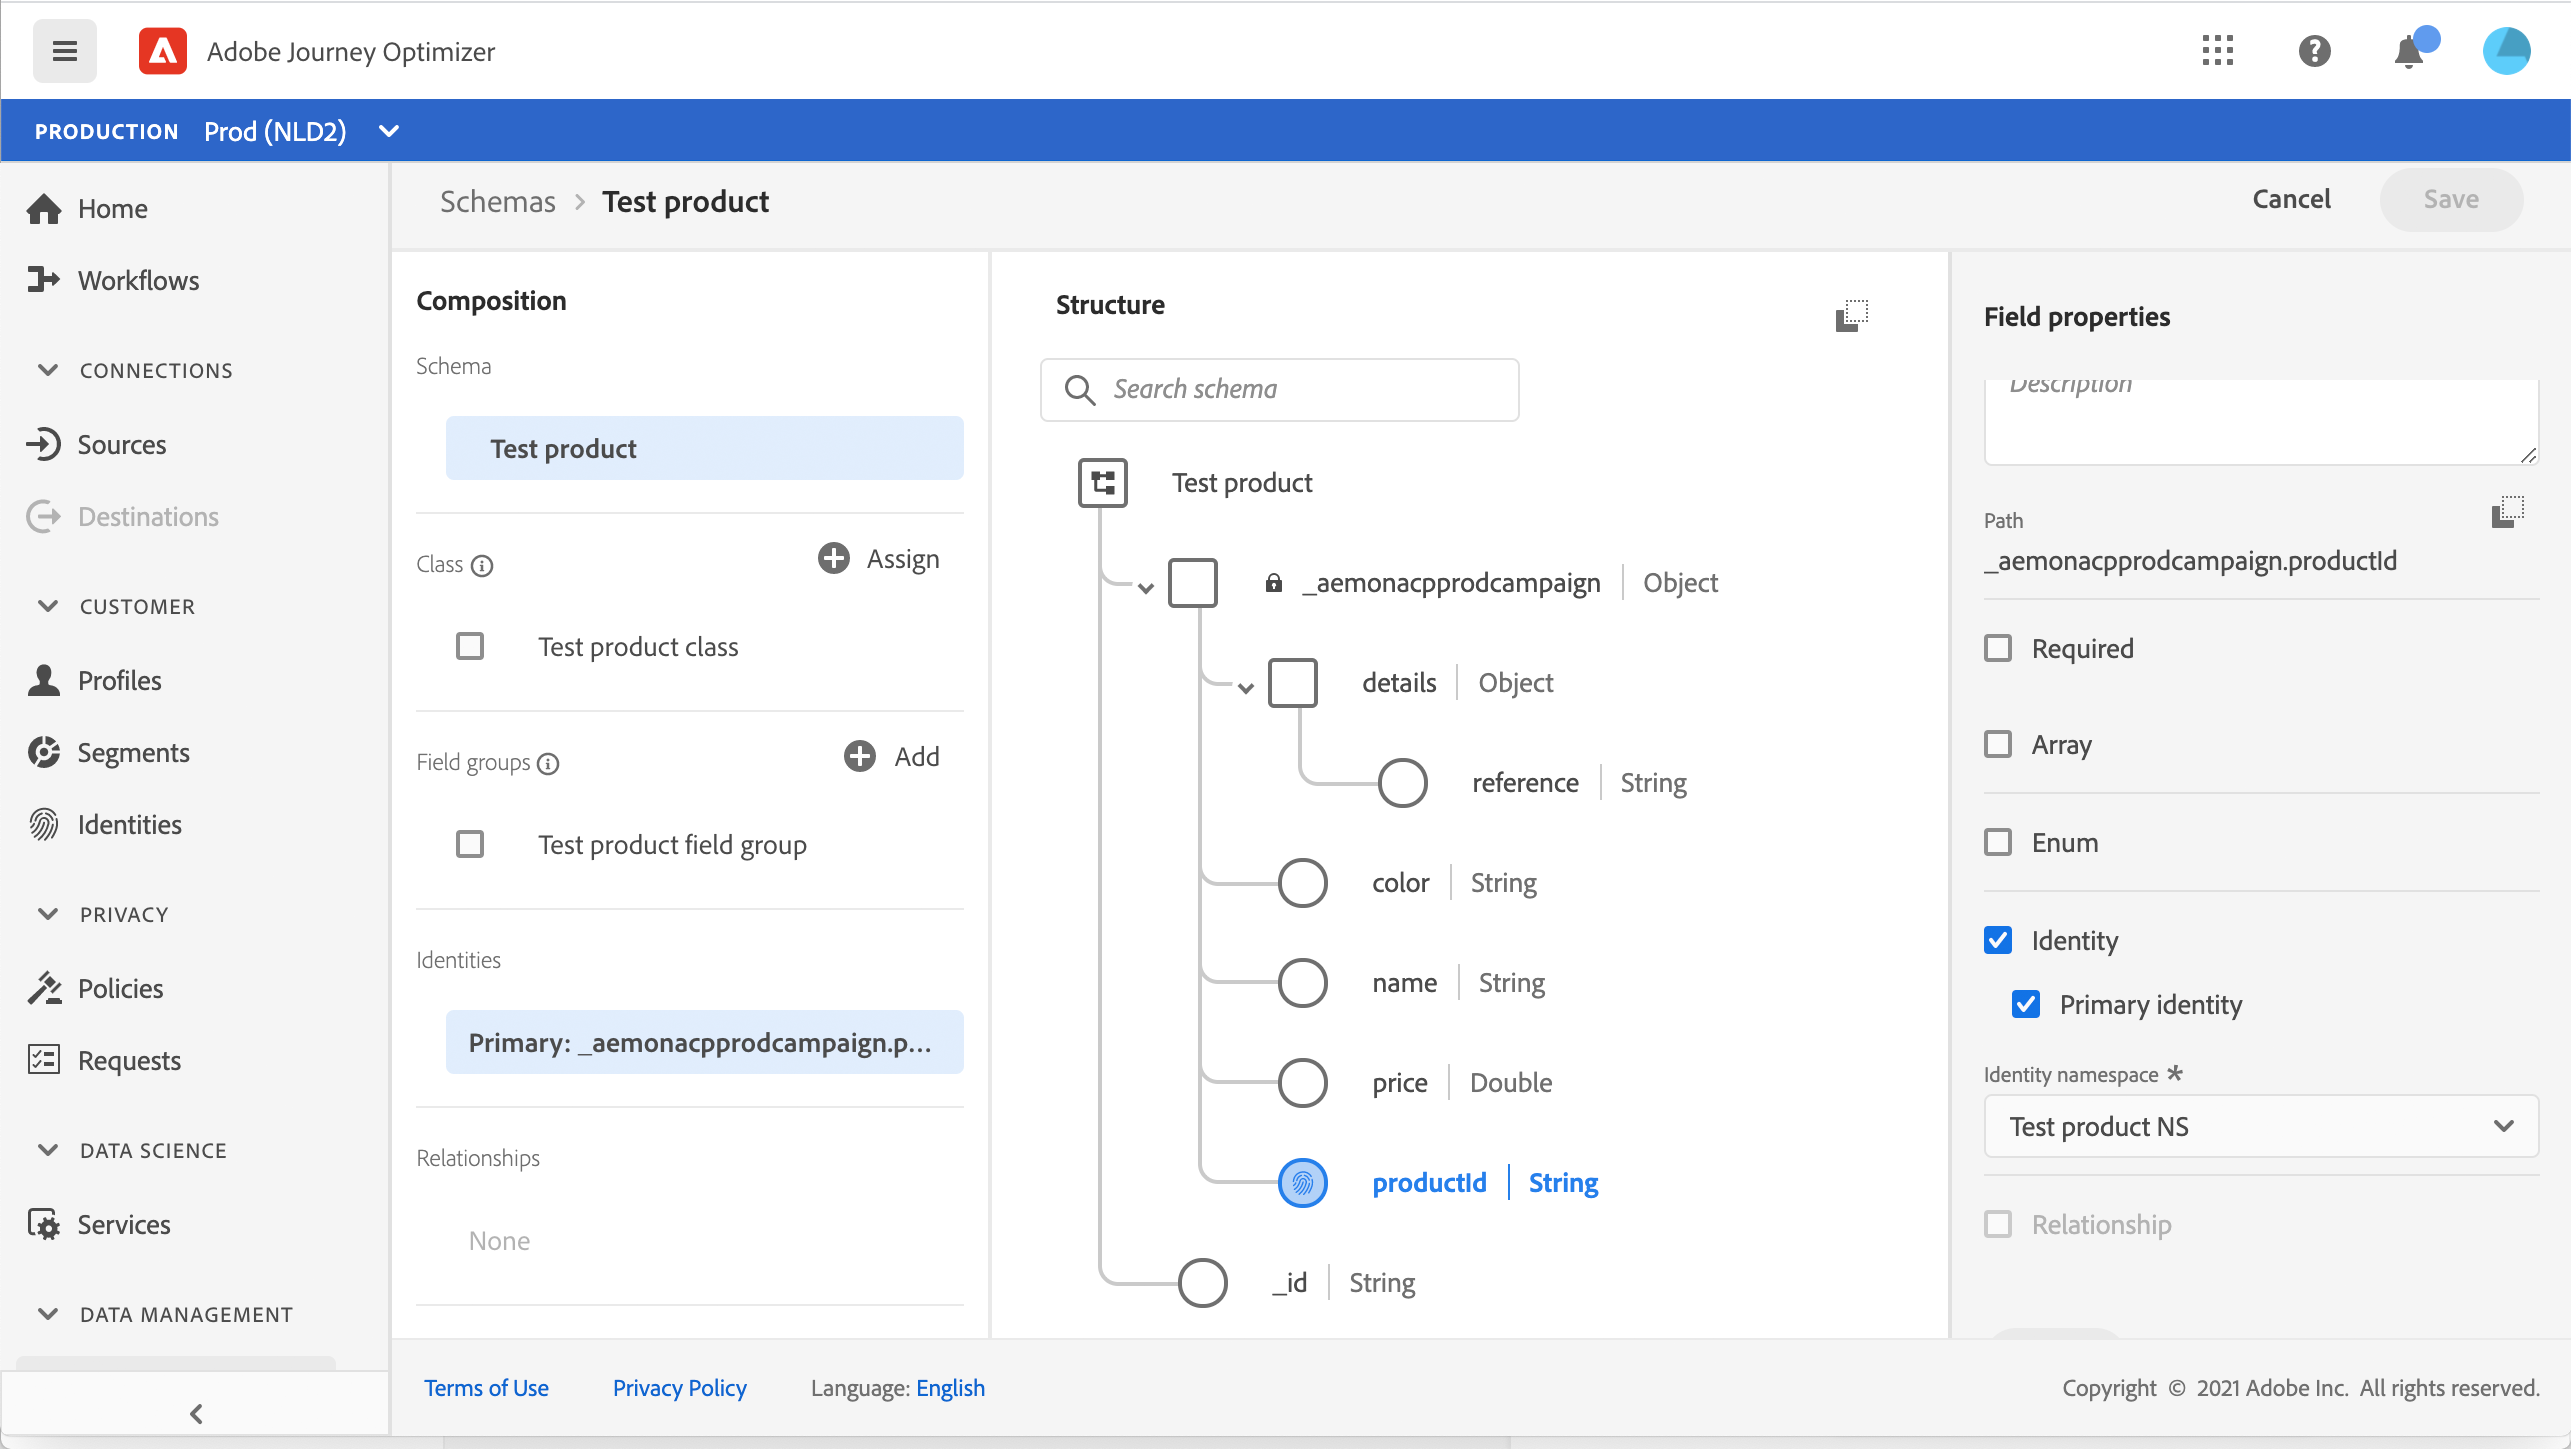 Adobe Journey Optimizer
PRODUCTION Prod (NLD2)
Home
Workflows
CONNECTIONS
Sources
Destinations
CUSTOMER
Profiles
Segments
Identities
PRIVACY
Policies
Requests
DATA SCIENCE
Services
DATA MANAGEMENT
Schemas > Test product
Cancel
Save
Composition
Schema
Test product
Class
Assign
Test product class
Field groups
Add
Test product field group
Identities
Primary: _aemonacpprodcampaign.p...
Relationships
None
Structure
Search schema
Test product
_aemonacpprodcampaign | Object
details | Object
reference | String
color | String
name | String
price | Double
productId | String
_id | String
Field properties
Description
Path
_aemonacpprodcampaign.productId
Required
Array
Enum
Identity
Primary identity
Identity namespace *
Test product NS
Relationship
Terms of Use
Privacy Policy
Language: English
Copyright © 2021 Adobe Inc. All rights reserved.